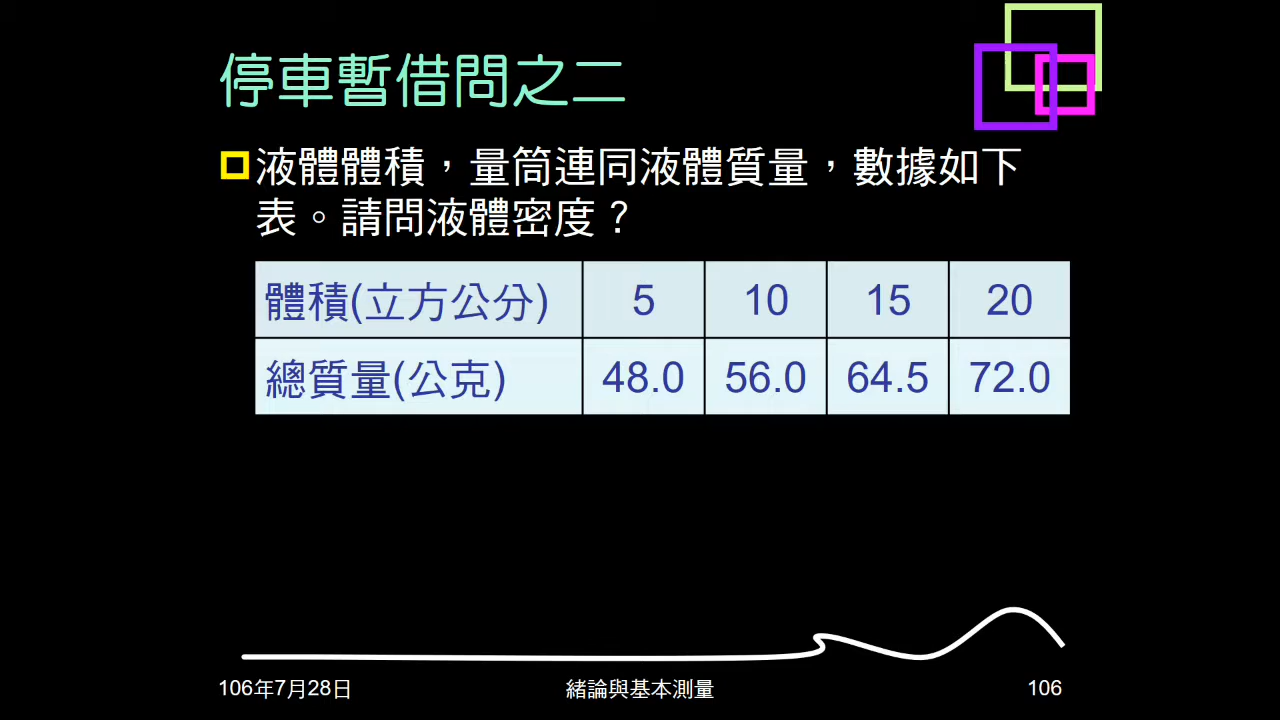 停車暫借問之二
液體體積，量筒連同液體質量，數據如下
表。請問液體密度？
體積(立方公分) 5 10 15 20
總質量(公克) 48.0 56.0 64.5 72.0
106年7月28日 緒論與基本測量 106